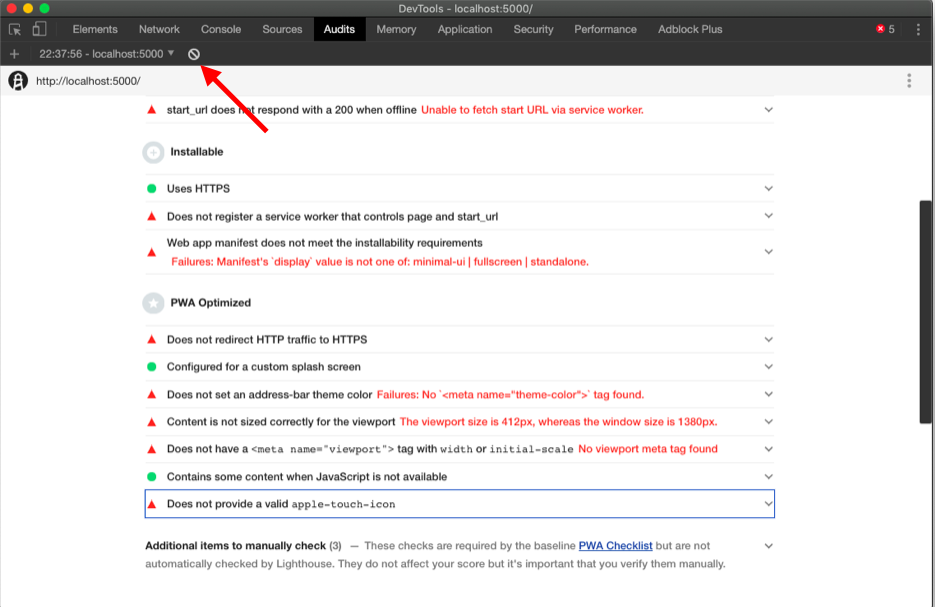 DevTools - localhost:5000/
Elements Network Console Sources Audits Memory Application Security Performance Adblock Plus 5
22:37:56 - localhost:5000
http://localhost:5000/
start_url does not respond with a 200 when offline Unable to fetch start URL via service worker.
Installable
Uses HTTPS
Does not register a service worker that controls page and start_url
Web app manifest does not meet the installability requirements
Failures: Manifest's `display` value is not one of: minimal-ui | fullscreen | standalone.
PWA Optimized
Does not redirect HTTP traffic to HTTPS
Configured for a custom splash screen
Does not set an address-bar theme color Failures: No `<meta name="theme-color">` tag found.
Content is not sized correctly for the viewport The viewport size is 412px, whereas the window size is 1380px.
Does not have a <meta name="viewport"> tag with width or initial-scale No viewport meta tag found
Contains some content when JavaScript is not available
Does not provide a valid apple-touch-icon
Additional items to manually check (3) — These checks are required by the baseline PWA Checklist but are not
automatically checked by Lighthouse. They do not affect your score but it's important that you verify them manually.